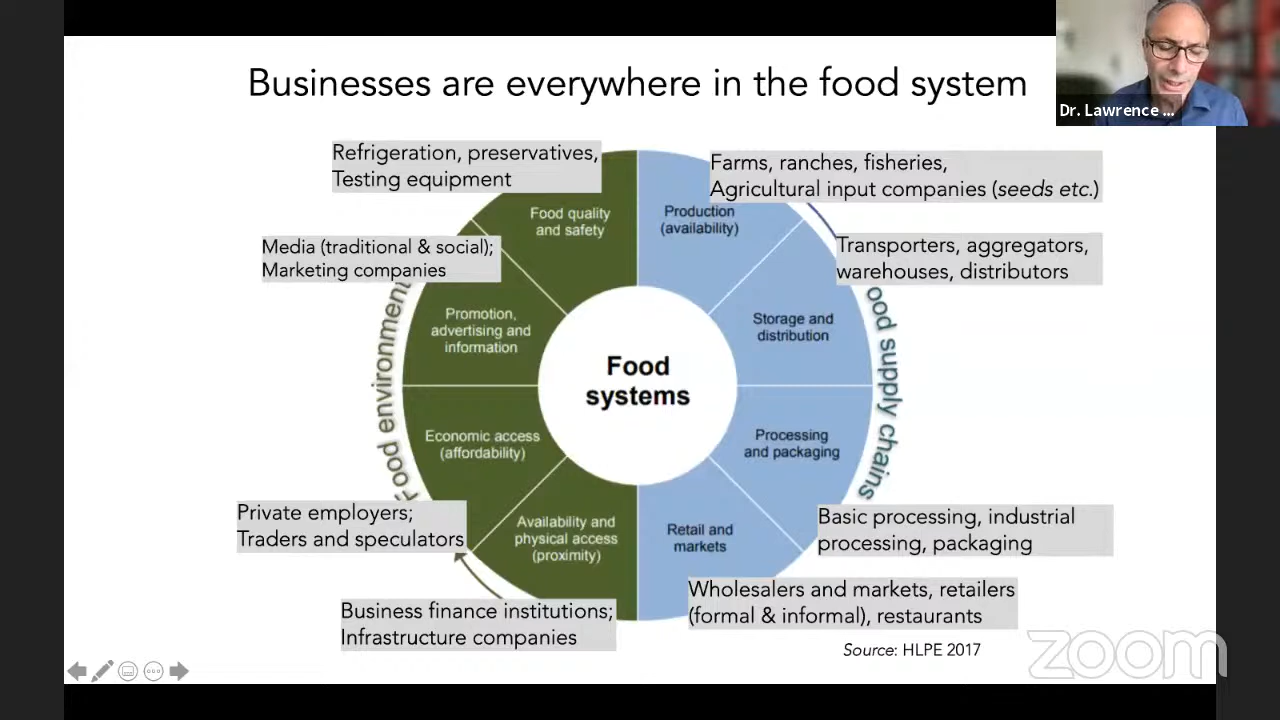 Businesses are everywhere in the food system
Dr. Lawrence ...
Refrigeration, preservatives,
Testing equipment
Farms, ranches, fisheries,
Agricultural input companies (seeds etc.)
Food quality
and safety
Production
(availability)
Media (traditional & social);
Marketing companies
Transporters, aggregators,
warehouses, distributors
Promotion,
advertising and
information
Storage and
distribution
Food environment
Food
systems
ood supply chains
Economic access
(affordability)
Processing
and packaging
Private employers;
Traders and speculators
Availability and
physical access
(proximity)
Retail and
markets
Basic processing, industrial
processing, packaging
Business finance institutions;
Infrastructure companies
Wholesalers and markets, retailers
(formal & informal), restaurants
Source: HLPE 2017
zoom